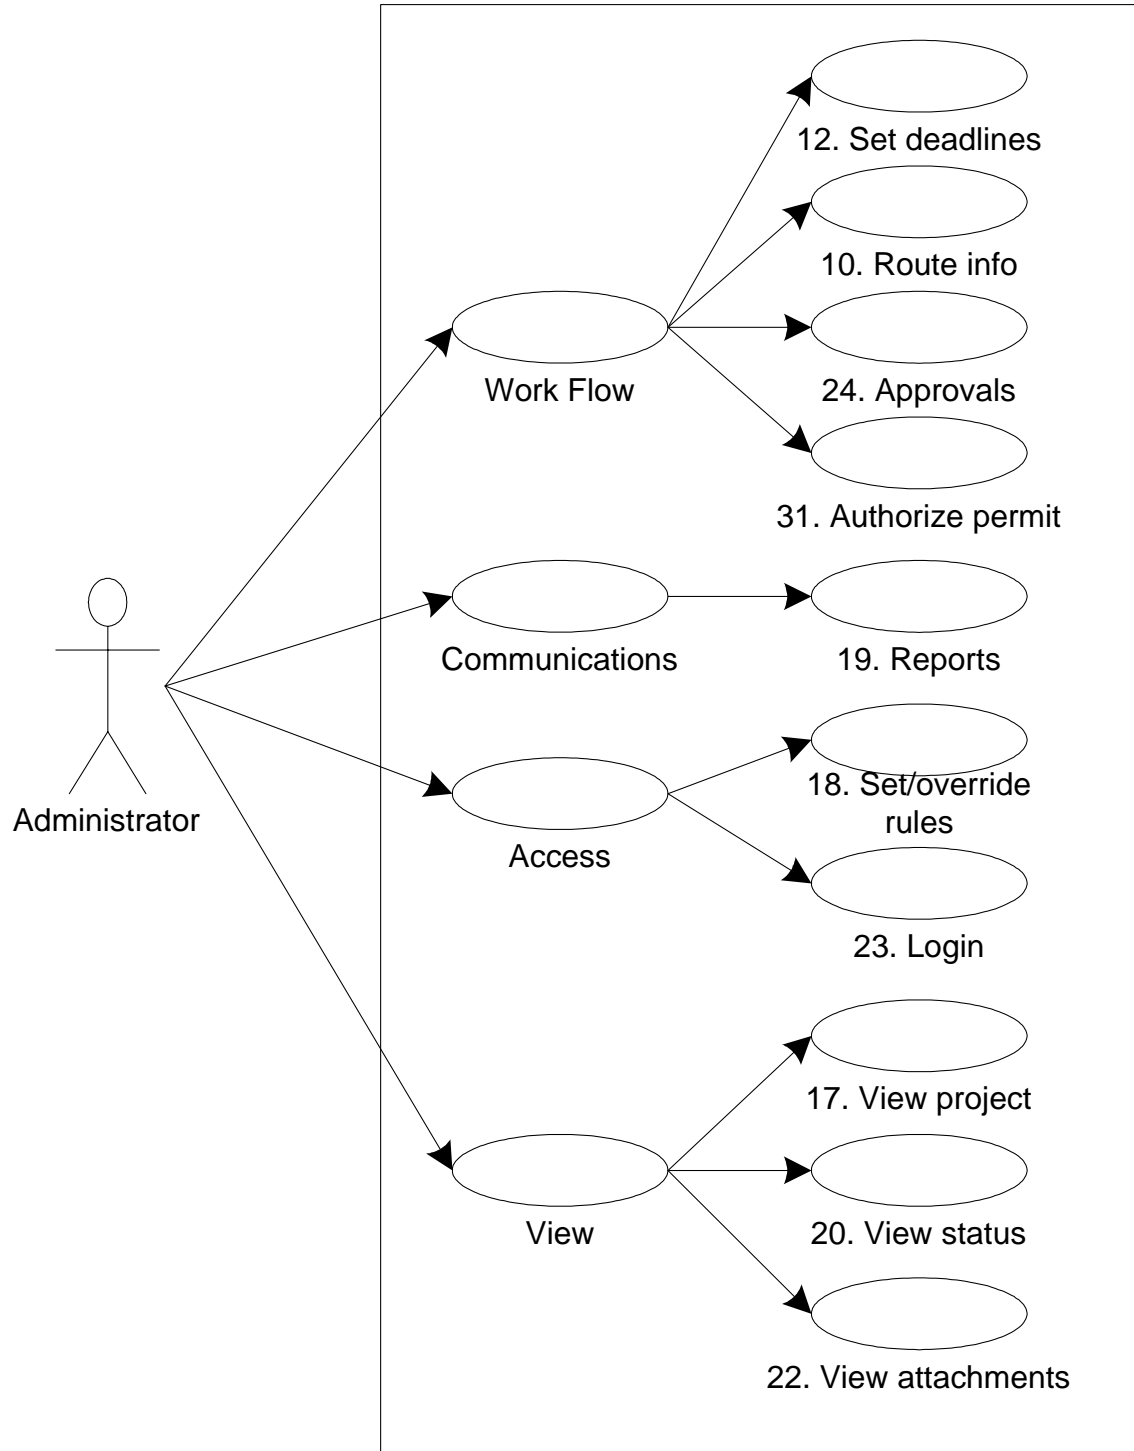 12. Set deadlines
10. Route info
Work Flow
24. Approvals
31. Authorize permit
Communications
19. Reports
18. Set/override
rules
Administrator
Access
23. Login
17. View project
View
20. View status
22. View attachments